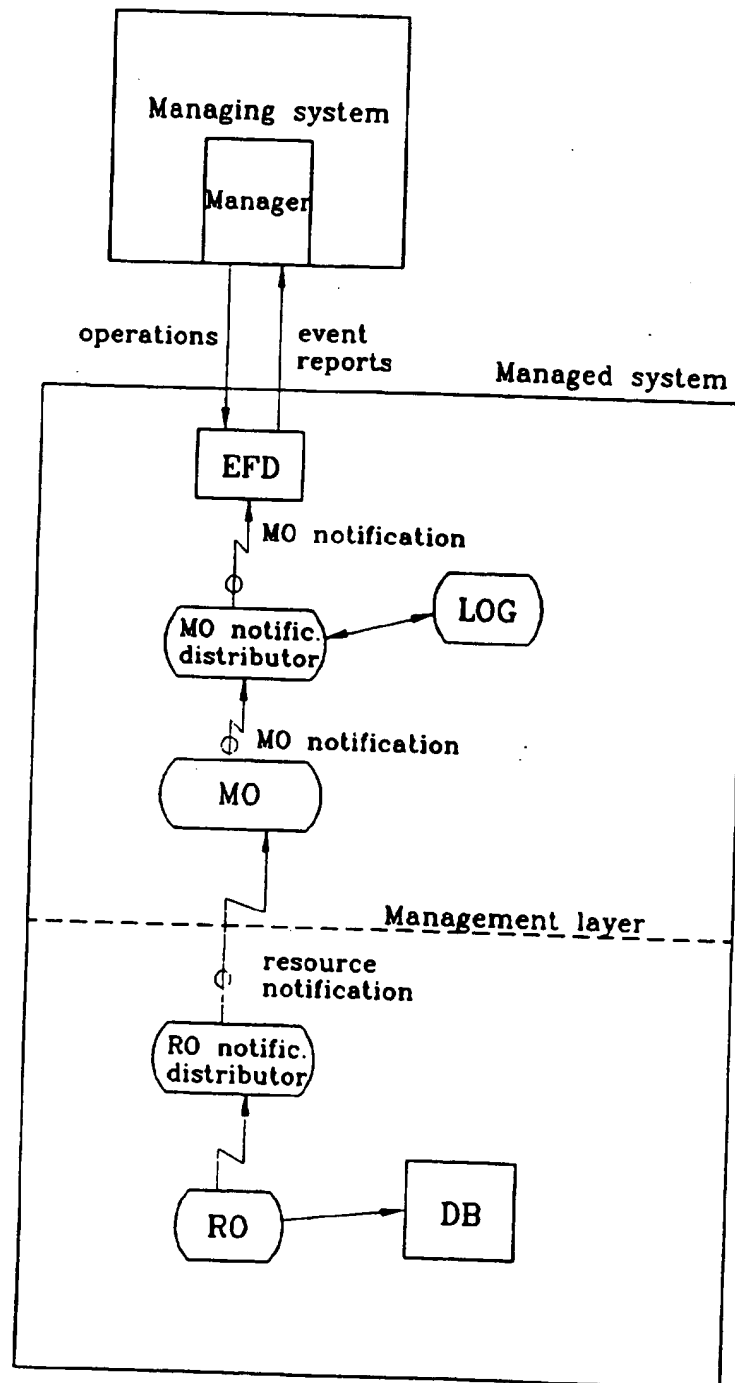 Managing system
Manager
operations
event
reports
Managed system
EFD
MO notification
LOG
MO notific.
distributor
MO notification
MO
Management layer
resource
notification
RO notific.
distributor
RO
DB